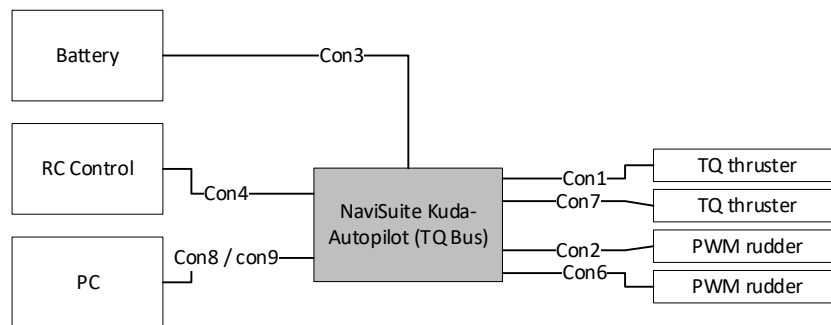 Battery
Con3
RC Control
Con4
PC
Con8 / con9
NaviSuite Kuda-
Autopilot (TQ Bus)
Con1
TQ thruster
Con7
TQ thruster
Con2
PWM rudder
Con6
PWM rudder